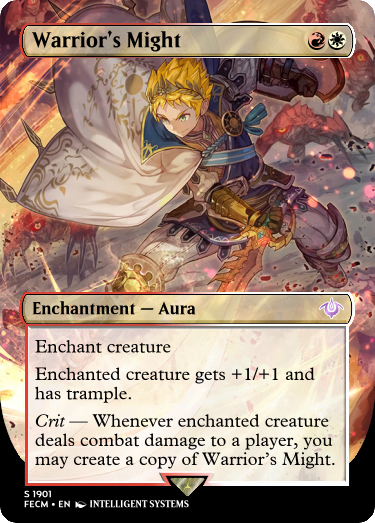 Warrior's Might
Enchantment — Aura
Enchant creature
Enchanted creature gets +1/+1 and
has trample.
Crit — Whenever enchanted creature
deals combat damage to a player, you
may create a copy of Warrior's Might.
S 1901
FECM • EN INTELLIGENT SYSTEMS